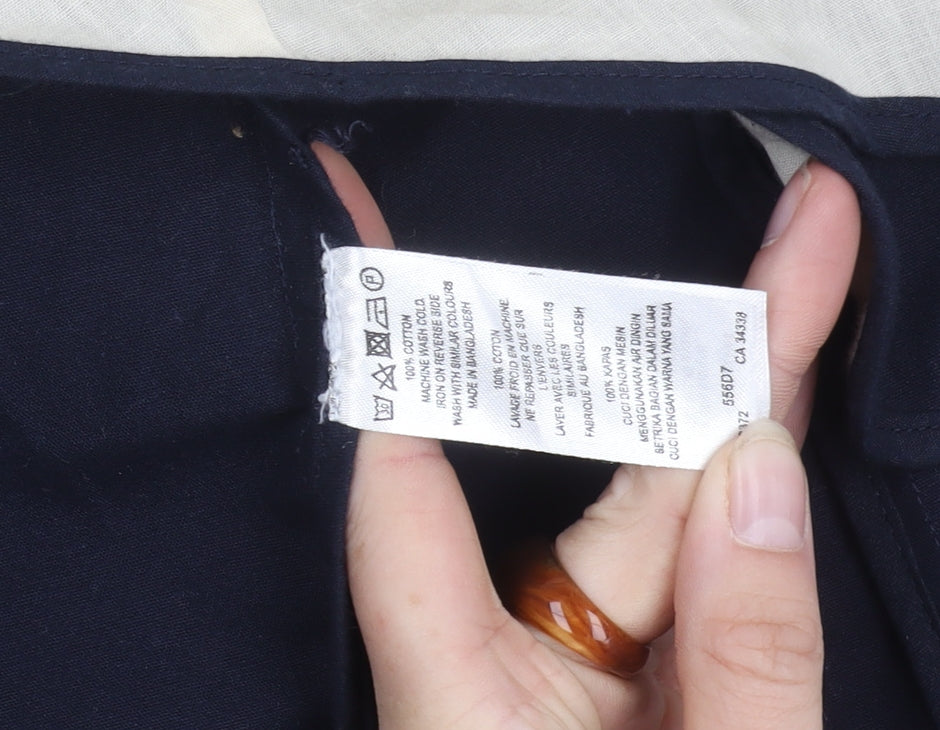 100% COTTON
MACHINE WASH COLD.
IRON ON REVERSE SIDE
WASH WITH SIMILAR COLOURS
MADE IN BANGLADESH
100% COTON
LAVAGE FROID EN MACHINE
NE REPASSER QUE SUR
L'ENVERS
LAVER AVEC LES COULEURS
SIMILAIRES
FABRIQUE AU BANGLADESH
100% KAPAS
CUCI DENGAN MESIN
MENGGUNAKAN AIR DINGIN
SETRIKA BAGIAN DALAM DILUAR
CUCI DENGAN WARNA YANG SAMA
556D7
CA 34338